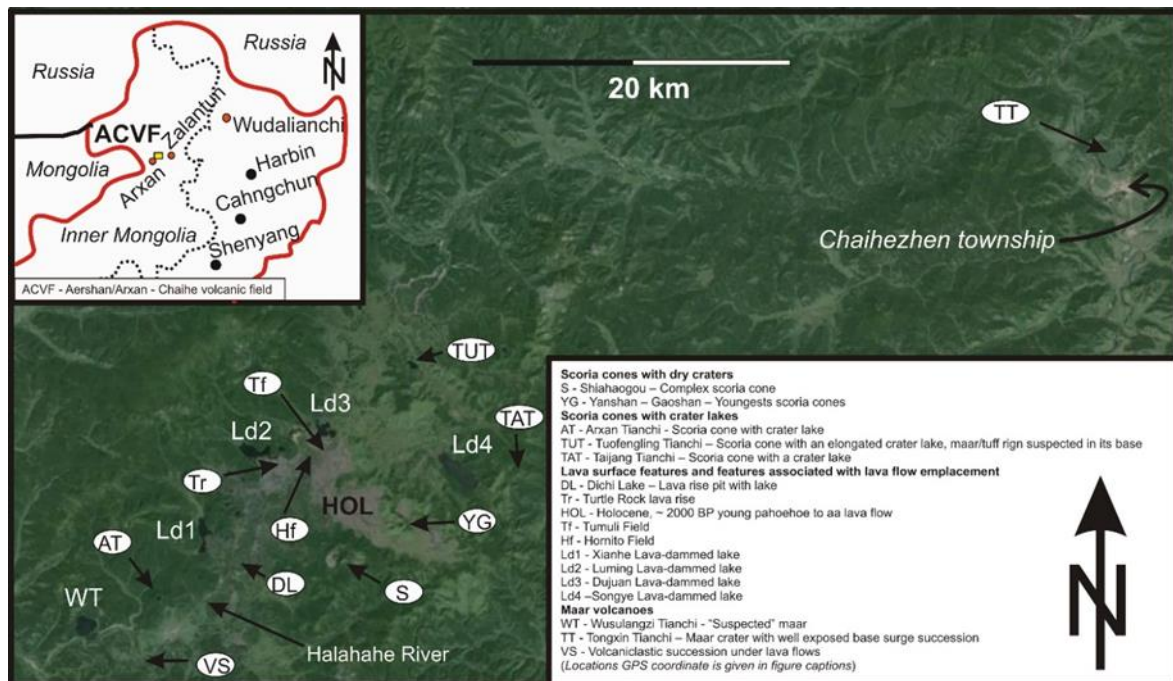 Russia
Russia
N
ACVF
Zalantun
Wudalianchi
Mongolia
Arxan
Harbin
Cahngchun
Inner Mongolia
Shenyang
ACVF - Aershan/Arxan - Chaihe volcanic field
20 km
TT
Chaihezhen township
TUT
Tf
Ld3
TAT
Ld2
Ld4
Tr
HOL
Hf
YG
Ld1
AT
DL
S
WT
Halahahe River
VS
Scoria cones with dry craters
S - Shiahaogou – Complex scoria cone
YG - Yanshan - Gaoshan – Youngests scoria cones
Scoria cones with crater lakes
AT - Arxan Tianchi - Scoria cone with crater lake
TUT - Tuofengling Tianchi – Scoria cone with an elongated crater lake, maar/tuff rign suspected in its base
TAT - Taijang Tianchi – Scoria cone with a crater lake
Lava surface features and features associated with lava flow emplacement
DL - Dichi Lake – Lava rise pit with lake
Tr - Turtle Rock lava rise
HOL - Holocene, ~ 2000 BP young pahoehoe to aa lava flow
Tf - Tumuli Field
Hf - Hornito Field
Ld1 - Xianhe Lava-dammed lake
Ld2 - Luming Lava-dammed lake
Ld3 - Dujuan Lava-dammed lake
Ld4 –Songye Lava-dammed lake
Maar volcanoes
WT - Wusulangzi Tianchi - "Suspected" maar
TT - Tongxin Tianchi – Maar crater with well exposed base surge succession
VS - Volcaniclastic succession under lava flows
(Locations GPS coordinate is given in figure captions)
N